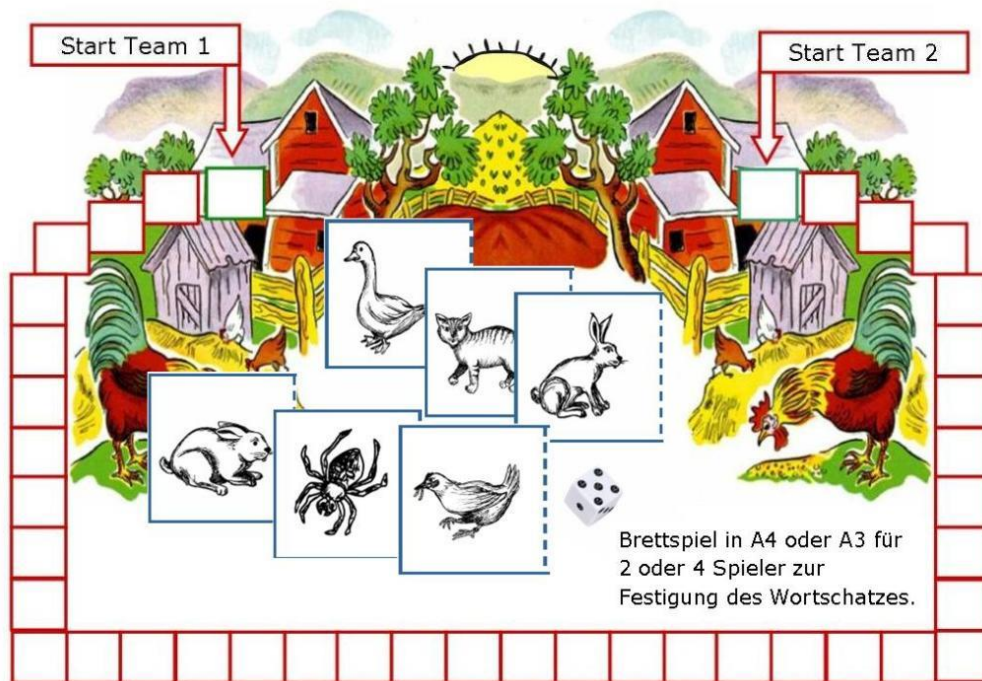 Start Team 1
Start Team 2
Brettspiel in A4 oder A3 für
2 oder 4 Spieler zur
Festigung des Wortschatzes.